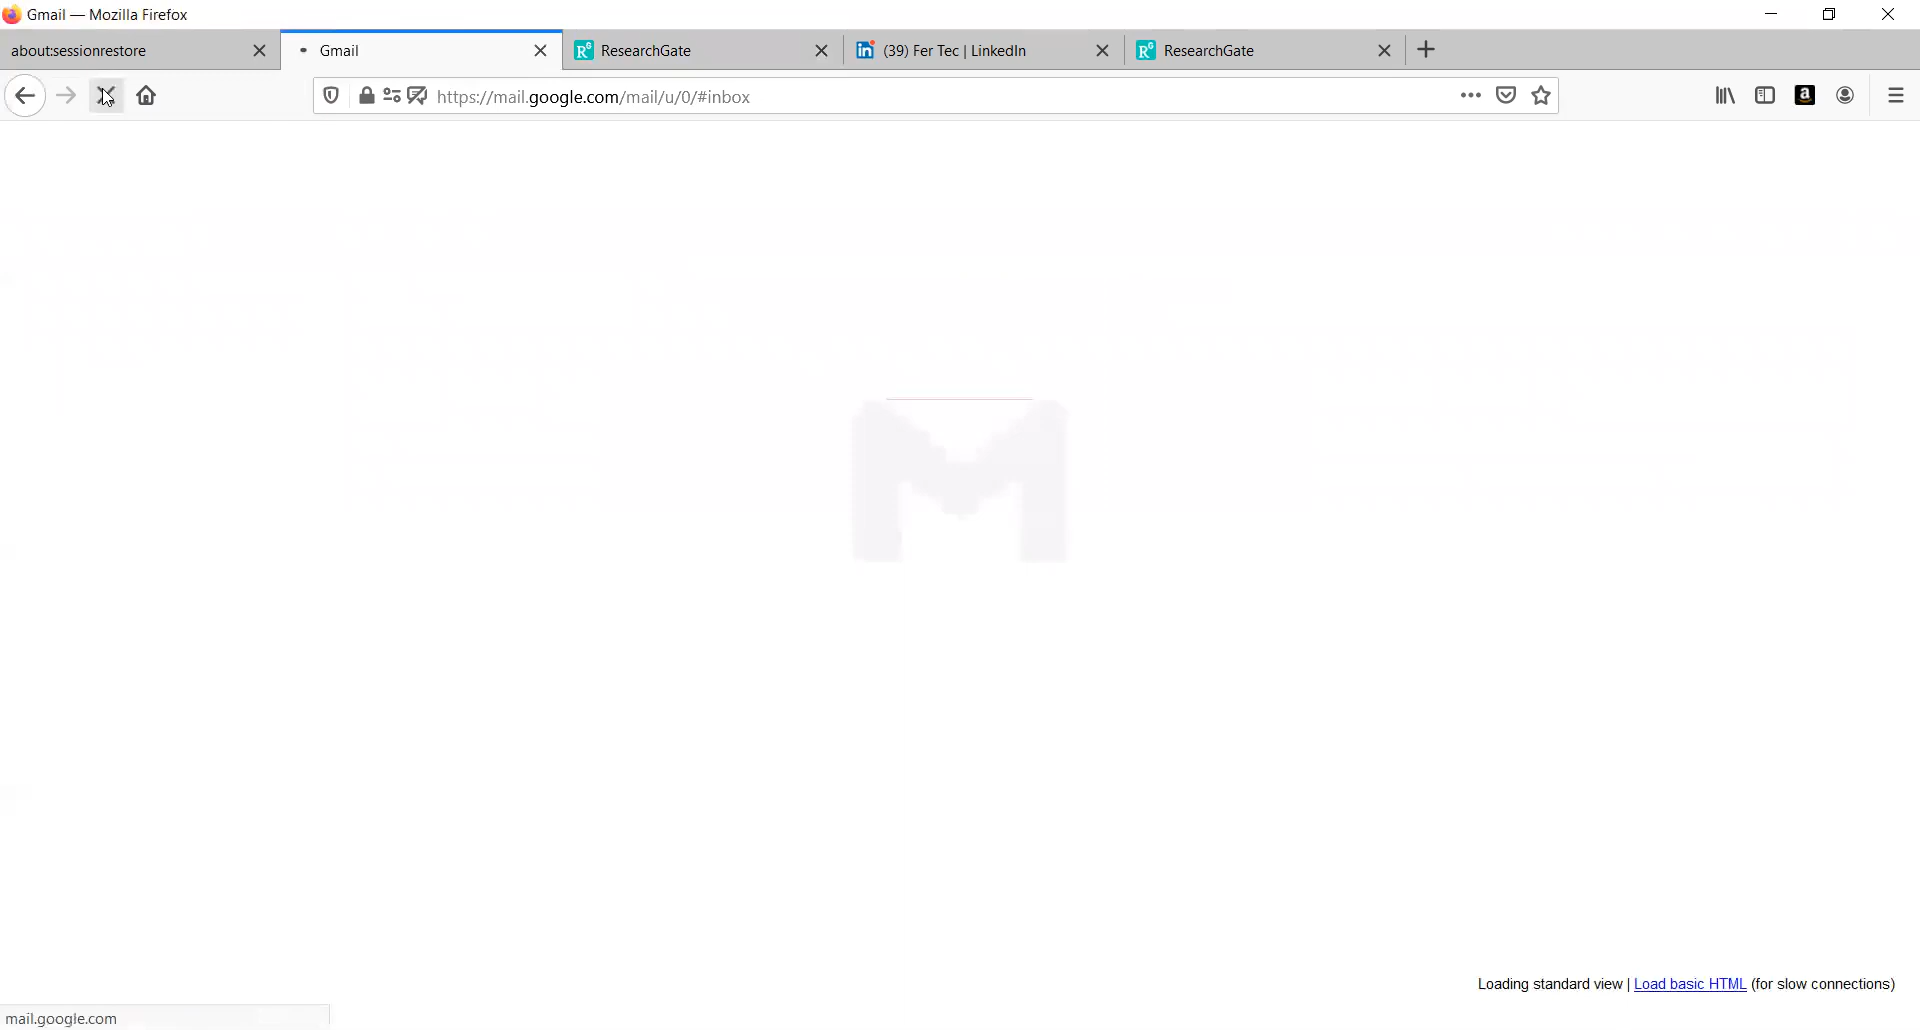 Gmail — Mozilla Firefox
about:sessionrestore
Gmail
ResearchGate
(39) Fer Tec | LinkedIn
ResearchGate
https://mail.google.com/mail/u/0/#inbox
Loading standard view | Load basic HTML (for slow connections)
mail.google.com